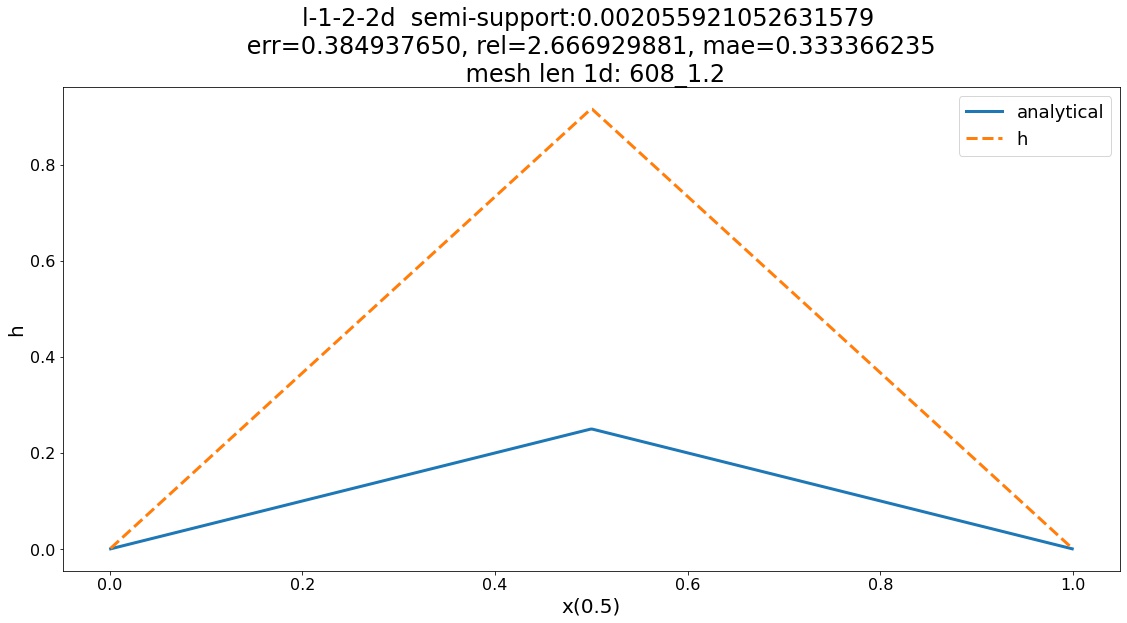 l-1-2-2d  semi-support:0.002055921052631579
err=0.384937650, rel=2.666929881, mae=0.333366235
mesh len 1d: 608_1.2
analytical
h
h
0.8
0.6
0.4
0.2
0.0
0.0 0.2 0.4 0.6 0.8 1.0
x(0.5)